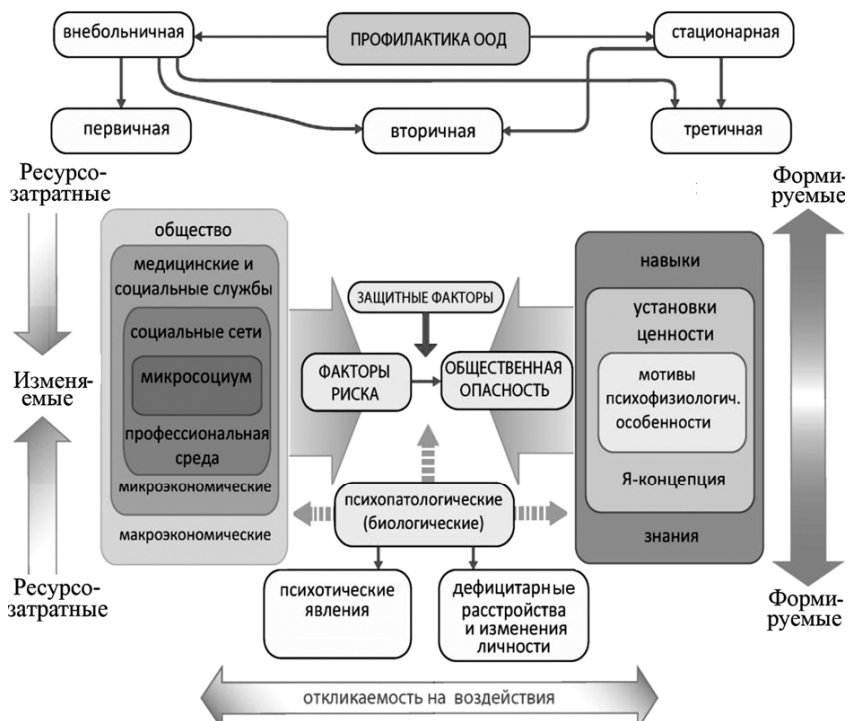 внебольничная
ПРОФИЛАКТИКА ООД
стационарная
первичная
вторичная
третичная
Ресурсо-
затратные
Изменя-
емые
Ресурсо-
затратные
общество
медицинские и
социальные службы
социальные сети
микросоциум
профессиональная
среда
микроэкономические
макроэкономические
ЗАЩИТНЫЕ ФАКТОРЫ
ФАКТОРЫ
РИСКА
ОБЩЕСТВЕННАЯ
ОПАСНОСТЬ
психопатологические
(биологические)
психотические
явления
дефицитарные
расстройства
и изменения
личности
навыки
установки
ценности
мотивы
психофизиологич.
особенности
Я-концепция
знания
Форми-
руемые
Форми-
руемые
откликаемость на воздействия